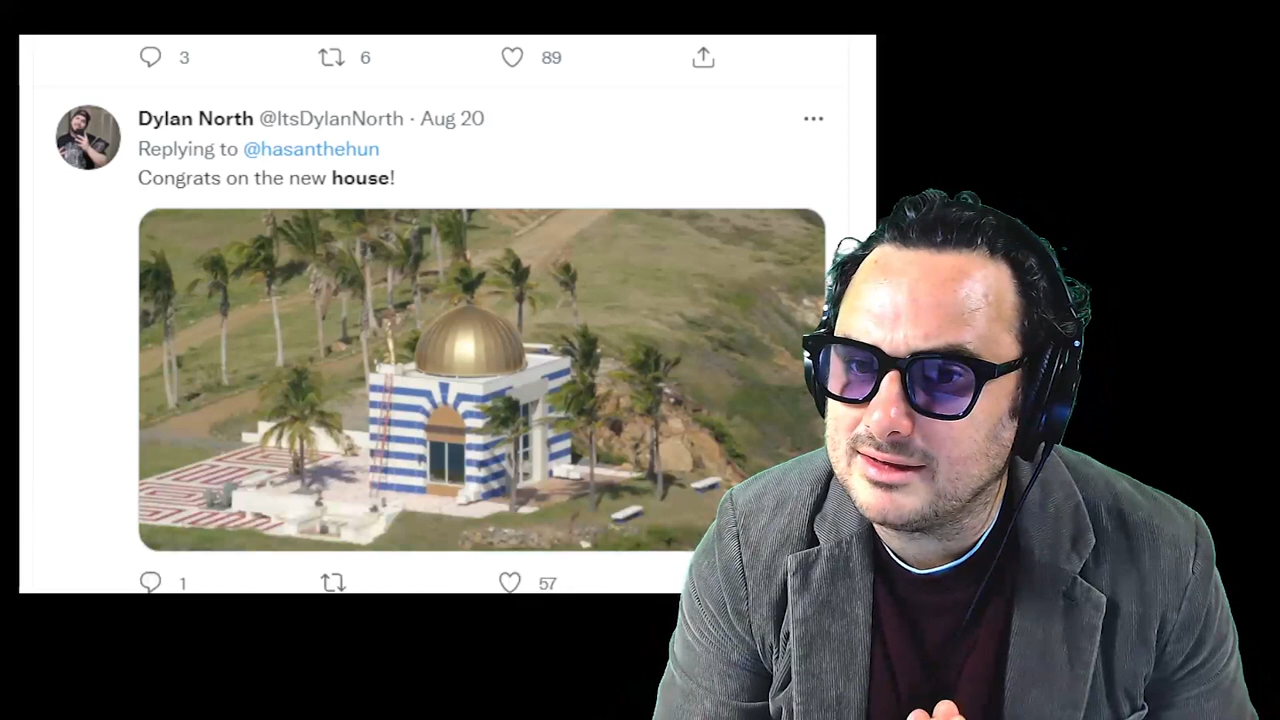 3 6 89
Dylan North @ItsDylanNorth · Aug 20
Replying to @hasanthehun
Congrats on the new house!
1 57